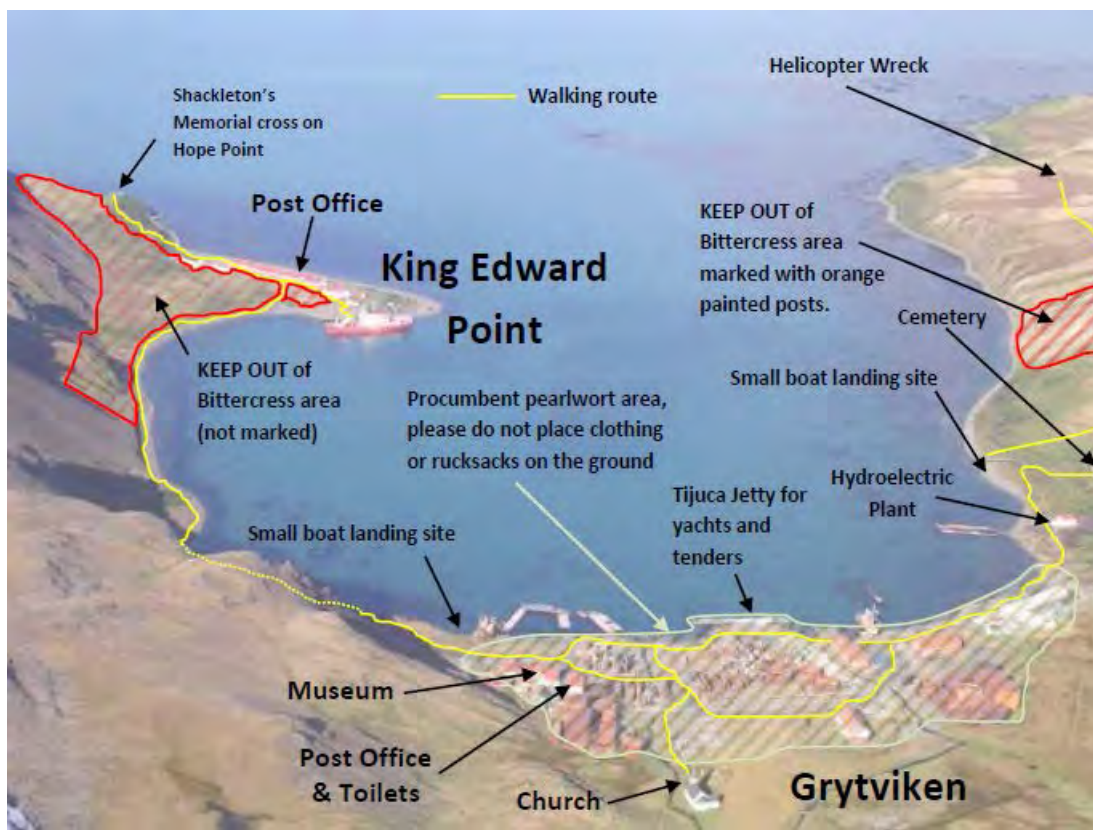 Helicopter Wreck
Shackleton's
Memorial cross on
Hope Point
Walking route
Post Office
KEEP OUT of
Bittercress area
marked with orange
painted posts.
King Edward
Point
Cemetery
KEEP OUT of
Bittercress area
(not marked)
Small boat landing site
Procumbent pearlwort area,
please do not place clothing
or rucksacks on the ground
Hydroelectric
Plant
Tijuca Jetty for
yachts and
tenders
Small boat landing site
Museum
Post Office
& Toilets
Church
Grytviken